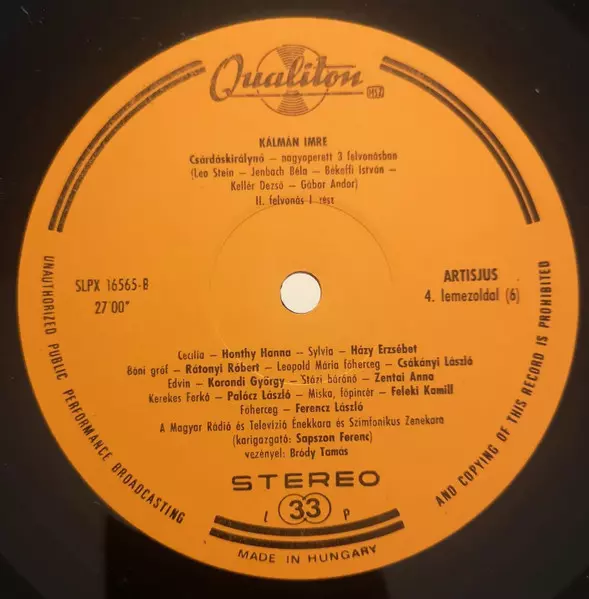 Qualiton
MSZ
KÁLMÁN IMRE
Csárdáskirálynő – nagyoperett 3 felvonásban
(Leo Stein – Jenbach Béla – Békeffi István –
Kellér Dezső – Gábor Andor)
II. felvonás I. rész
SLPX 16565-B
27'00"
ARTISJUS
4. lemezoldal (6)
Cecília – Honthy Hanna – Sylvia – Házy Erzsébet
Bóni gróf – Rátonyi Róbert – Leopold Mária főherceg – Csákányi László
Edvin – Korondi György – Stázi bárónő – Zentai Anna
Kerekes Ferkó – Palócz László – Miska, főpincér – Feleki Kamill
Főherceg – Ferencz László
A Magyar Rádió és Televízió Énekkara és Szimfonikus Zenekara
(karigazgató: Sapszon Ferenc)
vezényel: Bródy Tamás
STEREO
l 33 P
MADE IN HUNGARY
UNAUTHORIZED PUBLIC PERFORMANCE BROADCASTING
AND COPYING OF THIS RECORD IS PROHIBITED